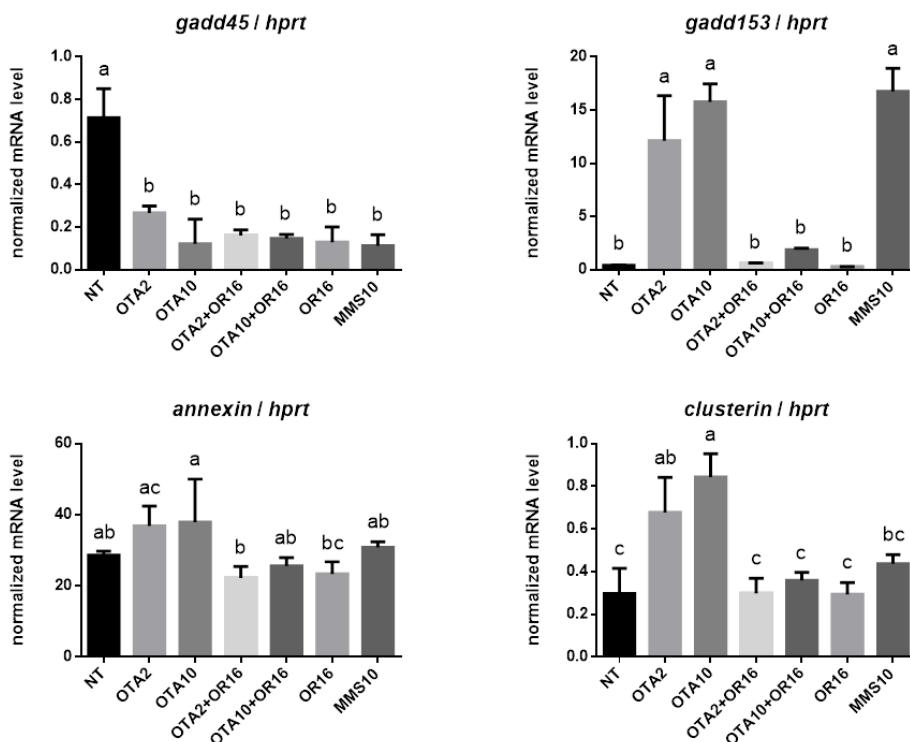 gadd45 / hprt
normalized mRNA level
1.0
0.8
0.6
0.4
0.2
0.0
a
b
b
b
b
b
b
NT
OTA2
OTA10
OTA2+OR16
OTA10+OR16
OR16
MMS10
gadd153 / hprt
normalized mRNA level
20
15
10
5
0
b
a
a
b
b
b
a
NT
OTA2
OTA10
OTA2+OR16
OTA10+OR16
OR16
MMS10
annexin / hprt
normalized mRNA level
60
40
20
0
ab
ac
a
b
ab
bc
ab
NT
OTA2
OTA10
OTA2+OR16
OTA10+OR16
OR16
MMS10
clusterin / hprt
normalized mRNA level
1.0
0.8
0.6
0.4
0.2
0.0
c
ab
a
c
c
c
bc
NT
OTA2
OTA10
OTA2+OR16
OTA10+OR16
OR16
MMS10